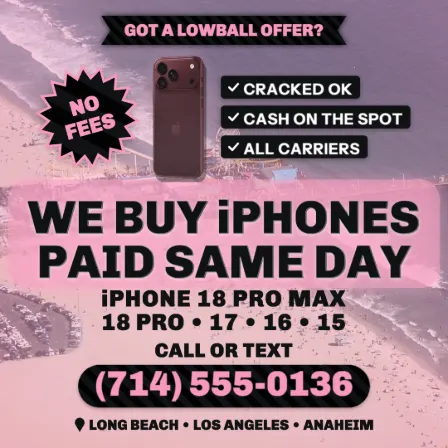 GOT A LOWBALL OFFER?
NO
FEES
✓ CRACKED OK
✓ CASH ON THE SPOT
✓ ALL CARRIERS
WE BUY iPHONES
PAID SAME DAY
iPHONE 18 PRO MAX
18 PRO • 17 • 16 • 15
CALL OR TEXT
(714) 555-0136
LONG BEACH • LOS ANGELES • ANAHEIM